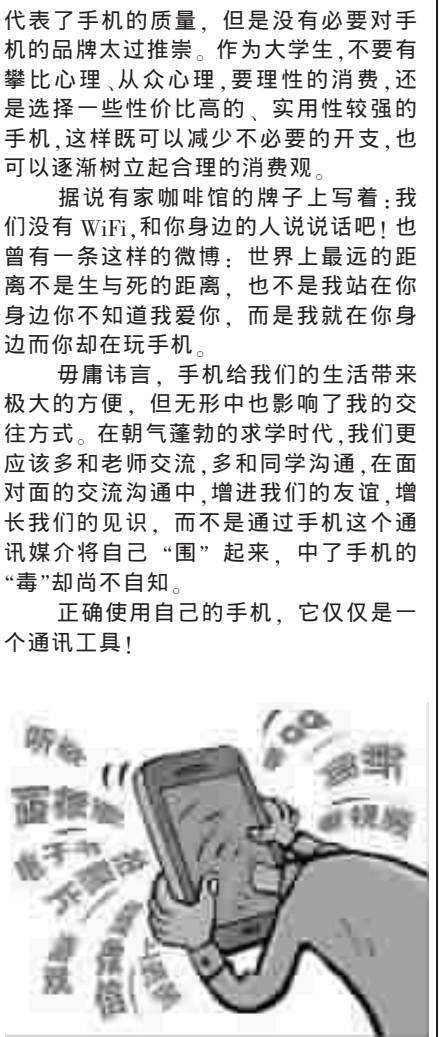 代表了手机的质量，但是没有必要对手
机的品牌太过推崇。作为大学生,不要有
攀比心理、从众心理,要理性的消费,还
是选择一些性价比高的、实用性较强的
手机,这样既可以减少不必要的开支,也
可以逐渐树立起合理的消费观。
据说有家咖啡馆的牌子上写着:我
们没有 WiFi,和你身边的人说说话吧！也
曾有一条这样的微博：世界上最远的距
离不是生与死的距离，也不是我站在你
身边你不知道我爱你，而是我就在你身
边而你却在玩手机。
毋庸讳言，手机给我们的生活带来
极大的方便，但无形中也影响了我的交
往方式。在朝气蓬勃的求学时代,我们更
应该多和老师交流,多和同学沟通,在面
对面的交流沟通中,增进我们的友谊,增
长我们的见识，而不是通过手机这个通
讯媒介将自己“围”起来，中了手机的
“毒”却尚不自知。
正确使用自己的手机，它仅仅是一
个通讯工具！
QQ